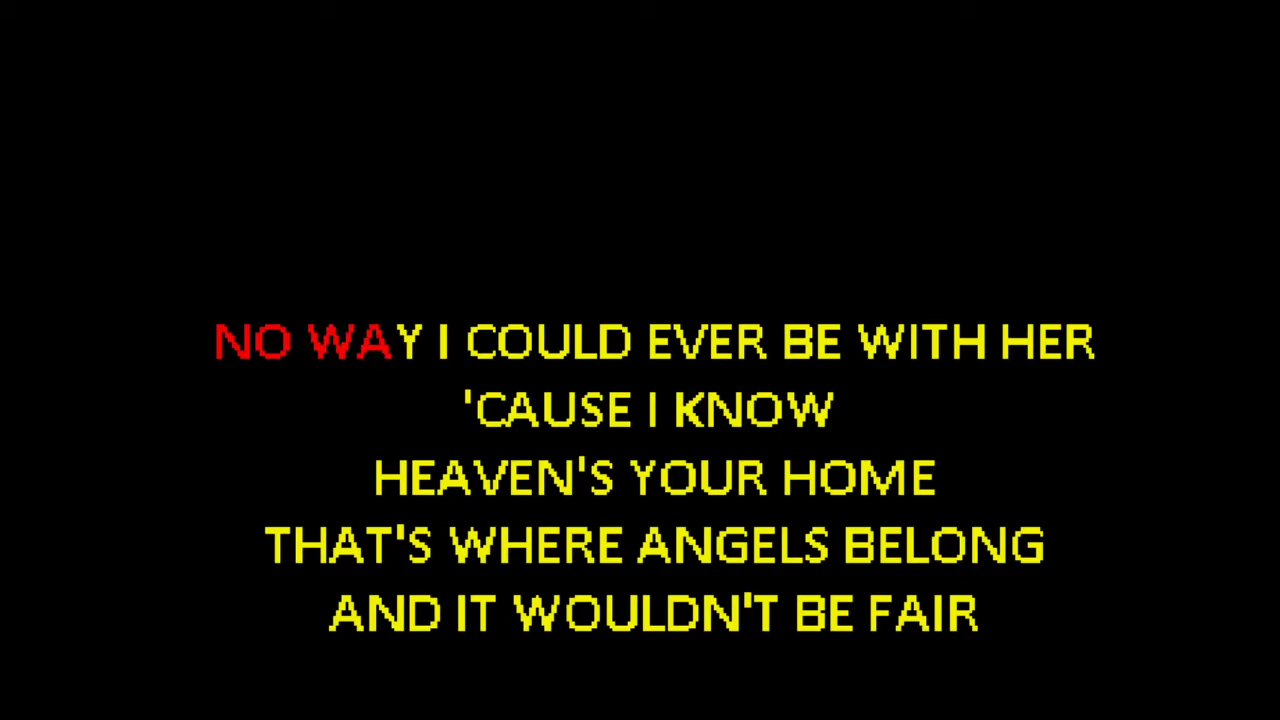 NO WAY I COULD EVER BE WITH HER
'CAUSE I KNOW
HEAVEN'S YOUR HOME
THAT'S WHERE ANGELS BELONG
AND IT WOULDN'T BE FAIR